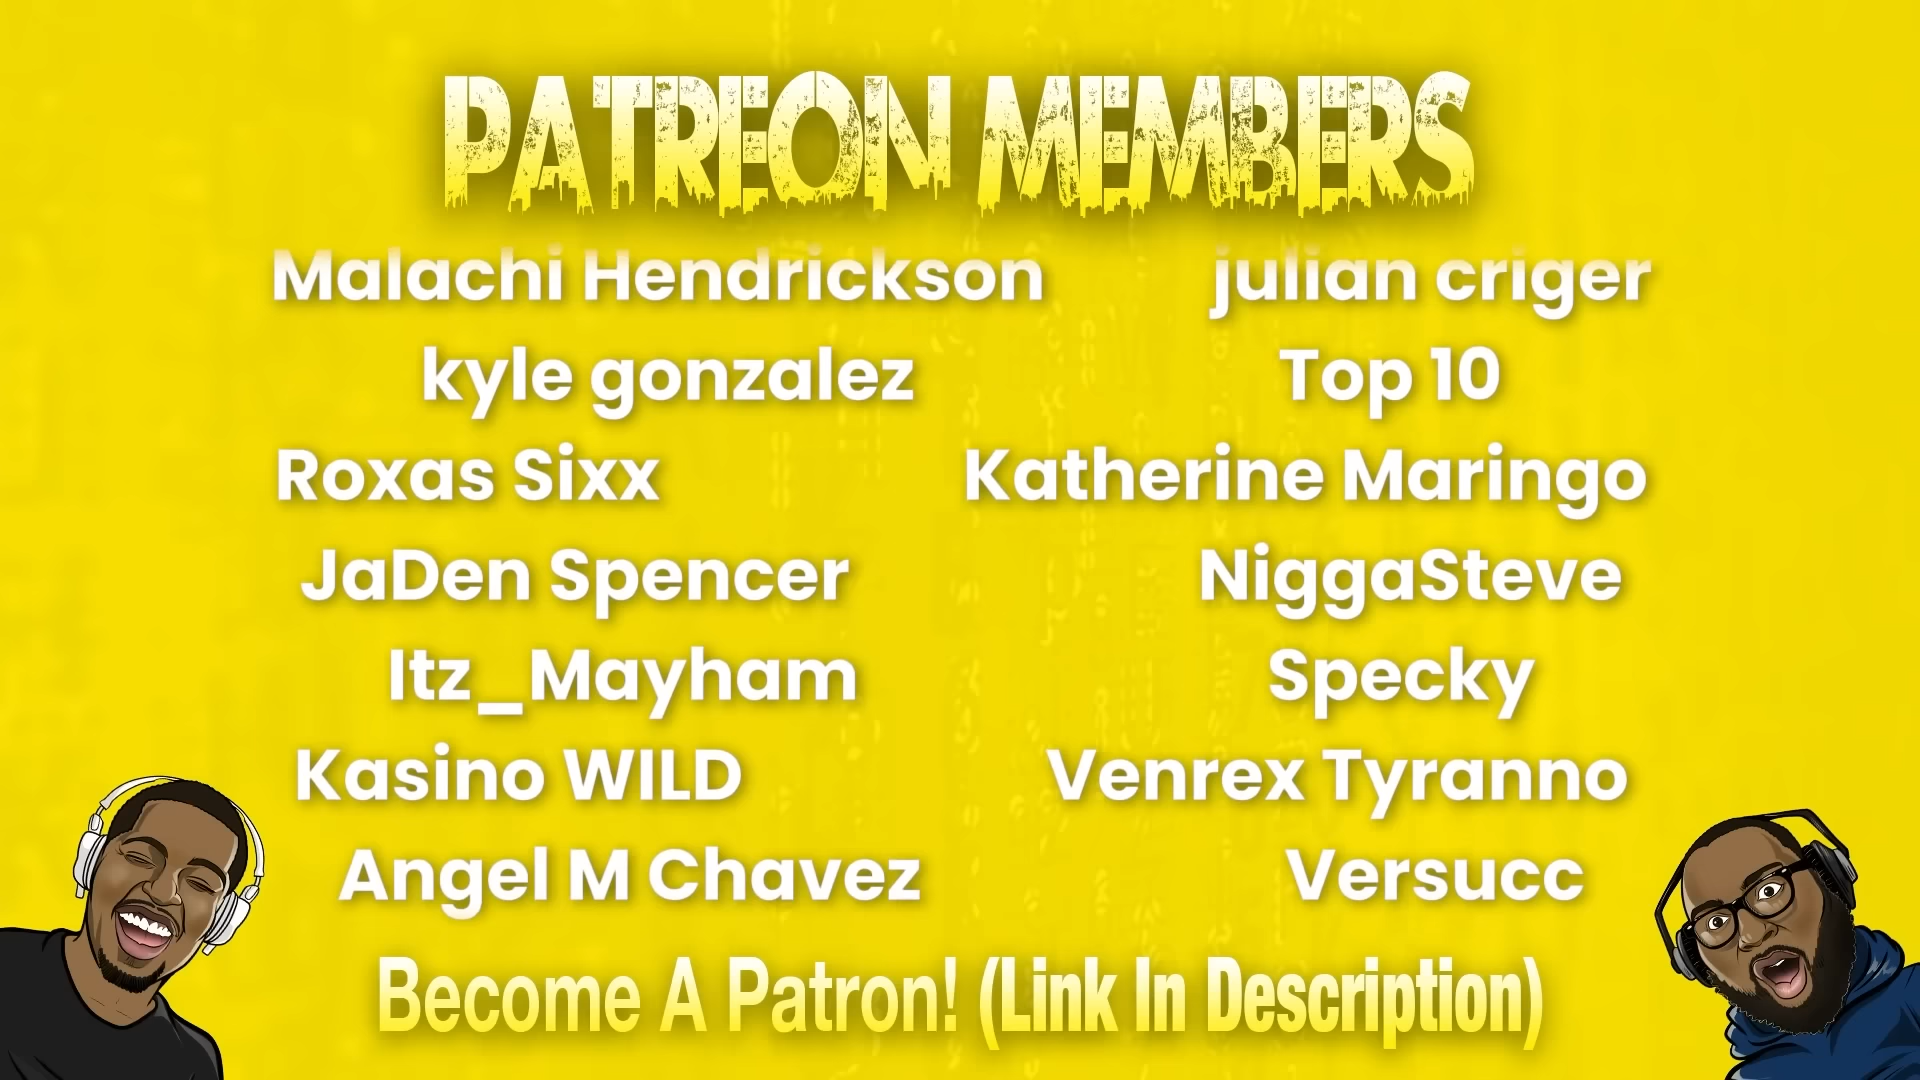 PATREON MEMBERS
Malachi Hendrickson julian criger
kyle gonzalez Top 10
Roxas Sixx Katherine Maringo
JaDen Spencer NiggaSteve
Itz_Mayham Specky
Kasino WILD Venrex Tyranno
Angel M Chavez Versucc
Become A Patron! (Link In Description)